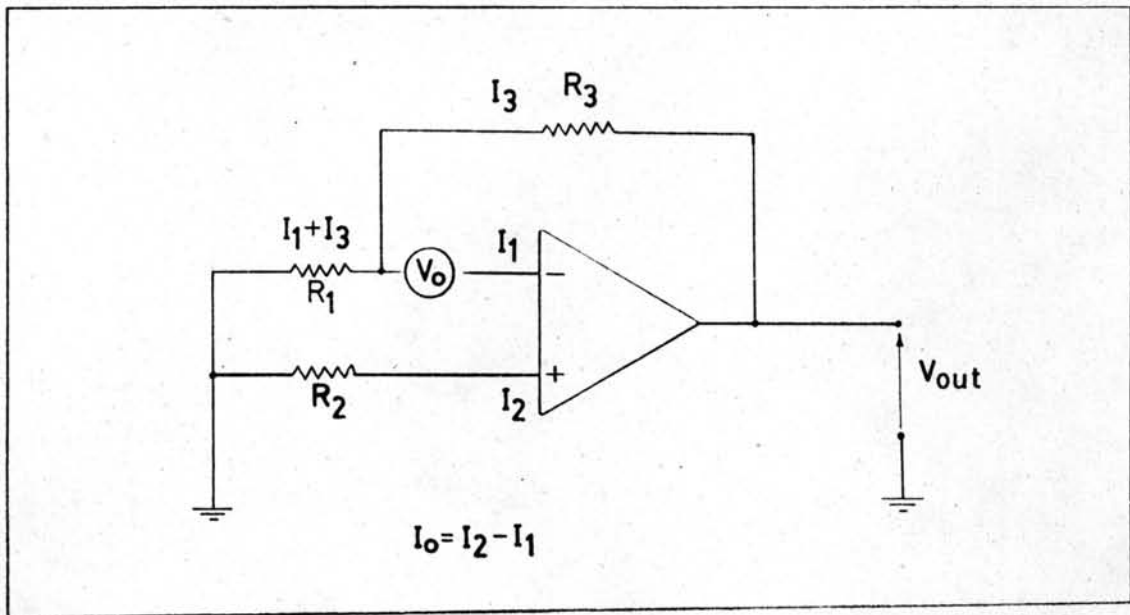 I3 R3
I1+I3
R1
Vo
I1
−
R2
I2
+
Vout
Io = I2 − I1